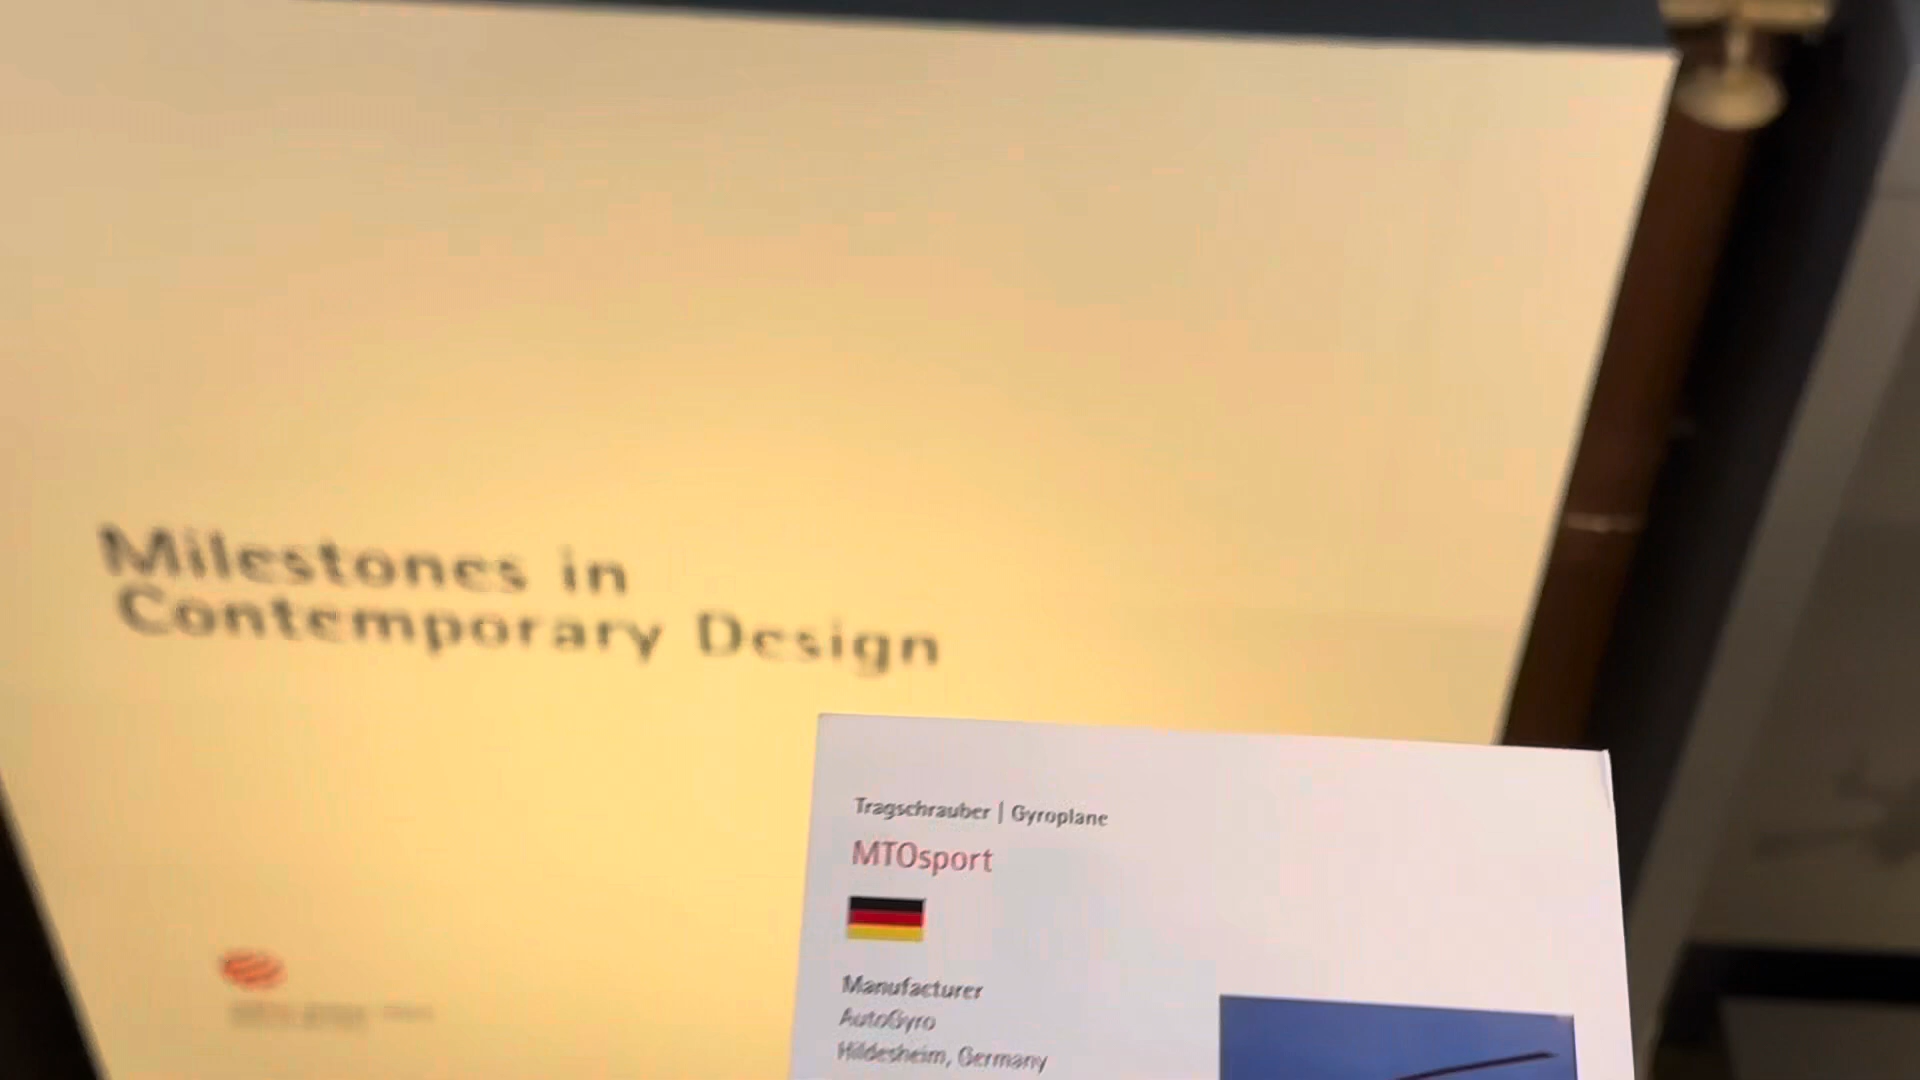 Milestones in
Contemporary Design
Tragschrauber | Gyroplane
MTOsport
Manufacturer
AutoGyro
Hildesheim, Germany